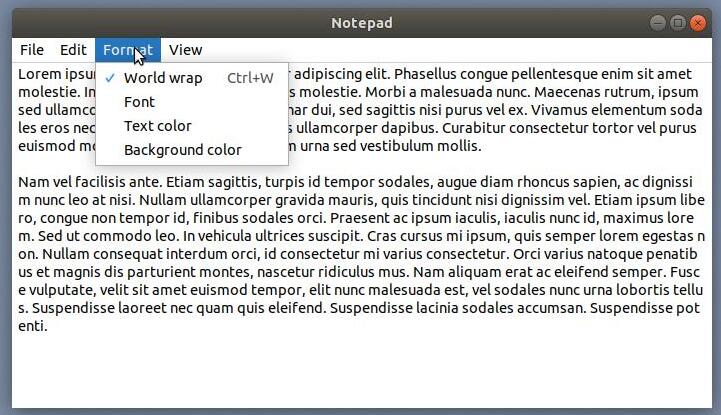 Notepad
File Edit Format View
World wrap Ctrl+W
Font
Text color
Background color
Lorem ipsu r adipiscing elit. Phasellus congue pellentesque enim sit amet
molestie. In s molestie. Morbi a malesuada nunc. Maecenas rutrum, ipsum
sed ullamco nar dui, sed sagittis nisi purus vel ex. Vivamus elementum soda
les eros nec ullamcorper dapibus. Curabitur consectetur tortor vel purus
euismod mo n urna sed vestibulum mollis.
Nam vel facilisis ante. Etiam sagittis, turpis id tempor sodales, augue diam rhoncus sapien, ac dignissi
m nunc leo at nisi. Nullam ullamcorper gravida mauris, quis tincidunt nisi dignissim vel. Etiam ipsum libe
ro, congue non tempor id, finibus sodales orci. Praesent ac ipsum iaculis, iaculis nunc id, maximus lore
m. Sed ut commodo leo. In vehicula ultrices suscipit. Cras cursus mi ipsum, quis semper lorem egestas n
on. Nullam consequat interdum orci, id consectetur mi varius consectetur. Orci varius natoque penatib
us et magnis dis parturient montes, nascetur ridiculus mus. Nam aliquam erat ac eleifend semper. Fusc
e vulputate, velit sit amet euismod tempor, elit nunc malesuada est, vel sodales nunc urna lobortis tellu
s. Suspendisse laoreet nec quam quis eleifend. Suspendisse lacinia sodales accumsan. Suspendisse pot
enti.